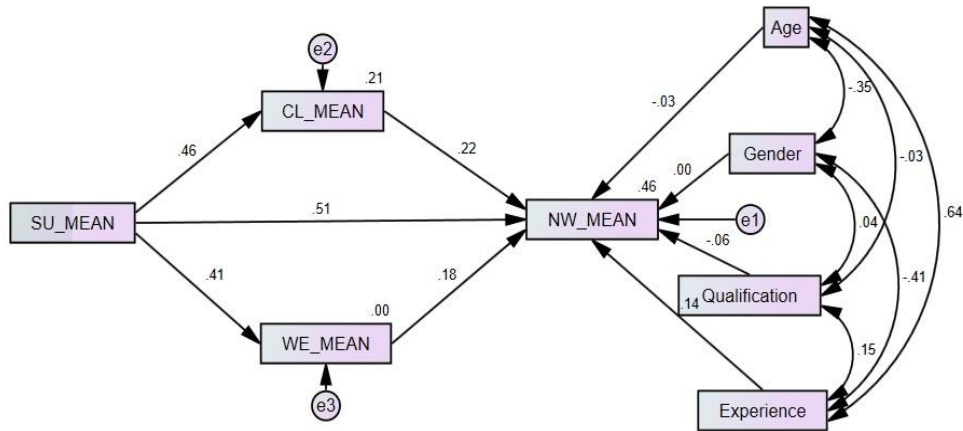 Age
e2
.21
CL_MEAN
-.35
-.03
.46
.22
Gender
.00
-.03
.46
SU_MEAN
.51
NW_MEAN
e1
.04
.64
-.06
.41
.18
Qualification
-.41
.14
.00
WE_MEAN
.15
e3
Experience